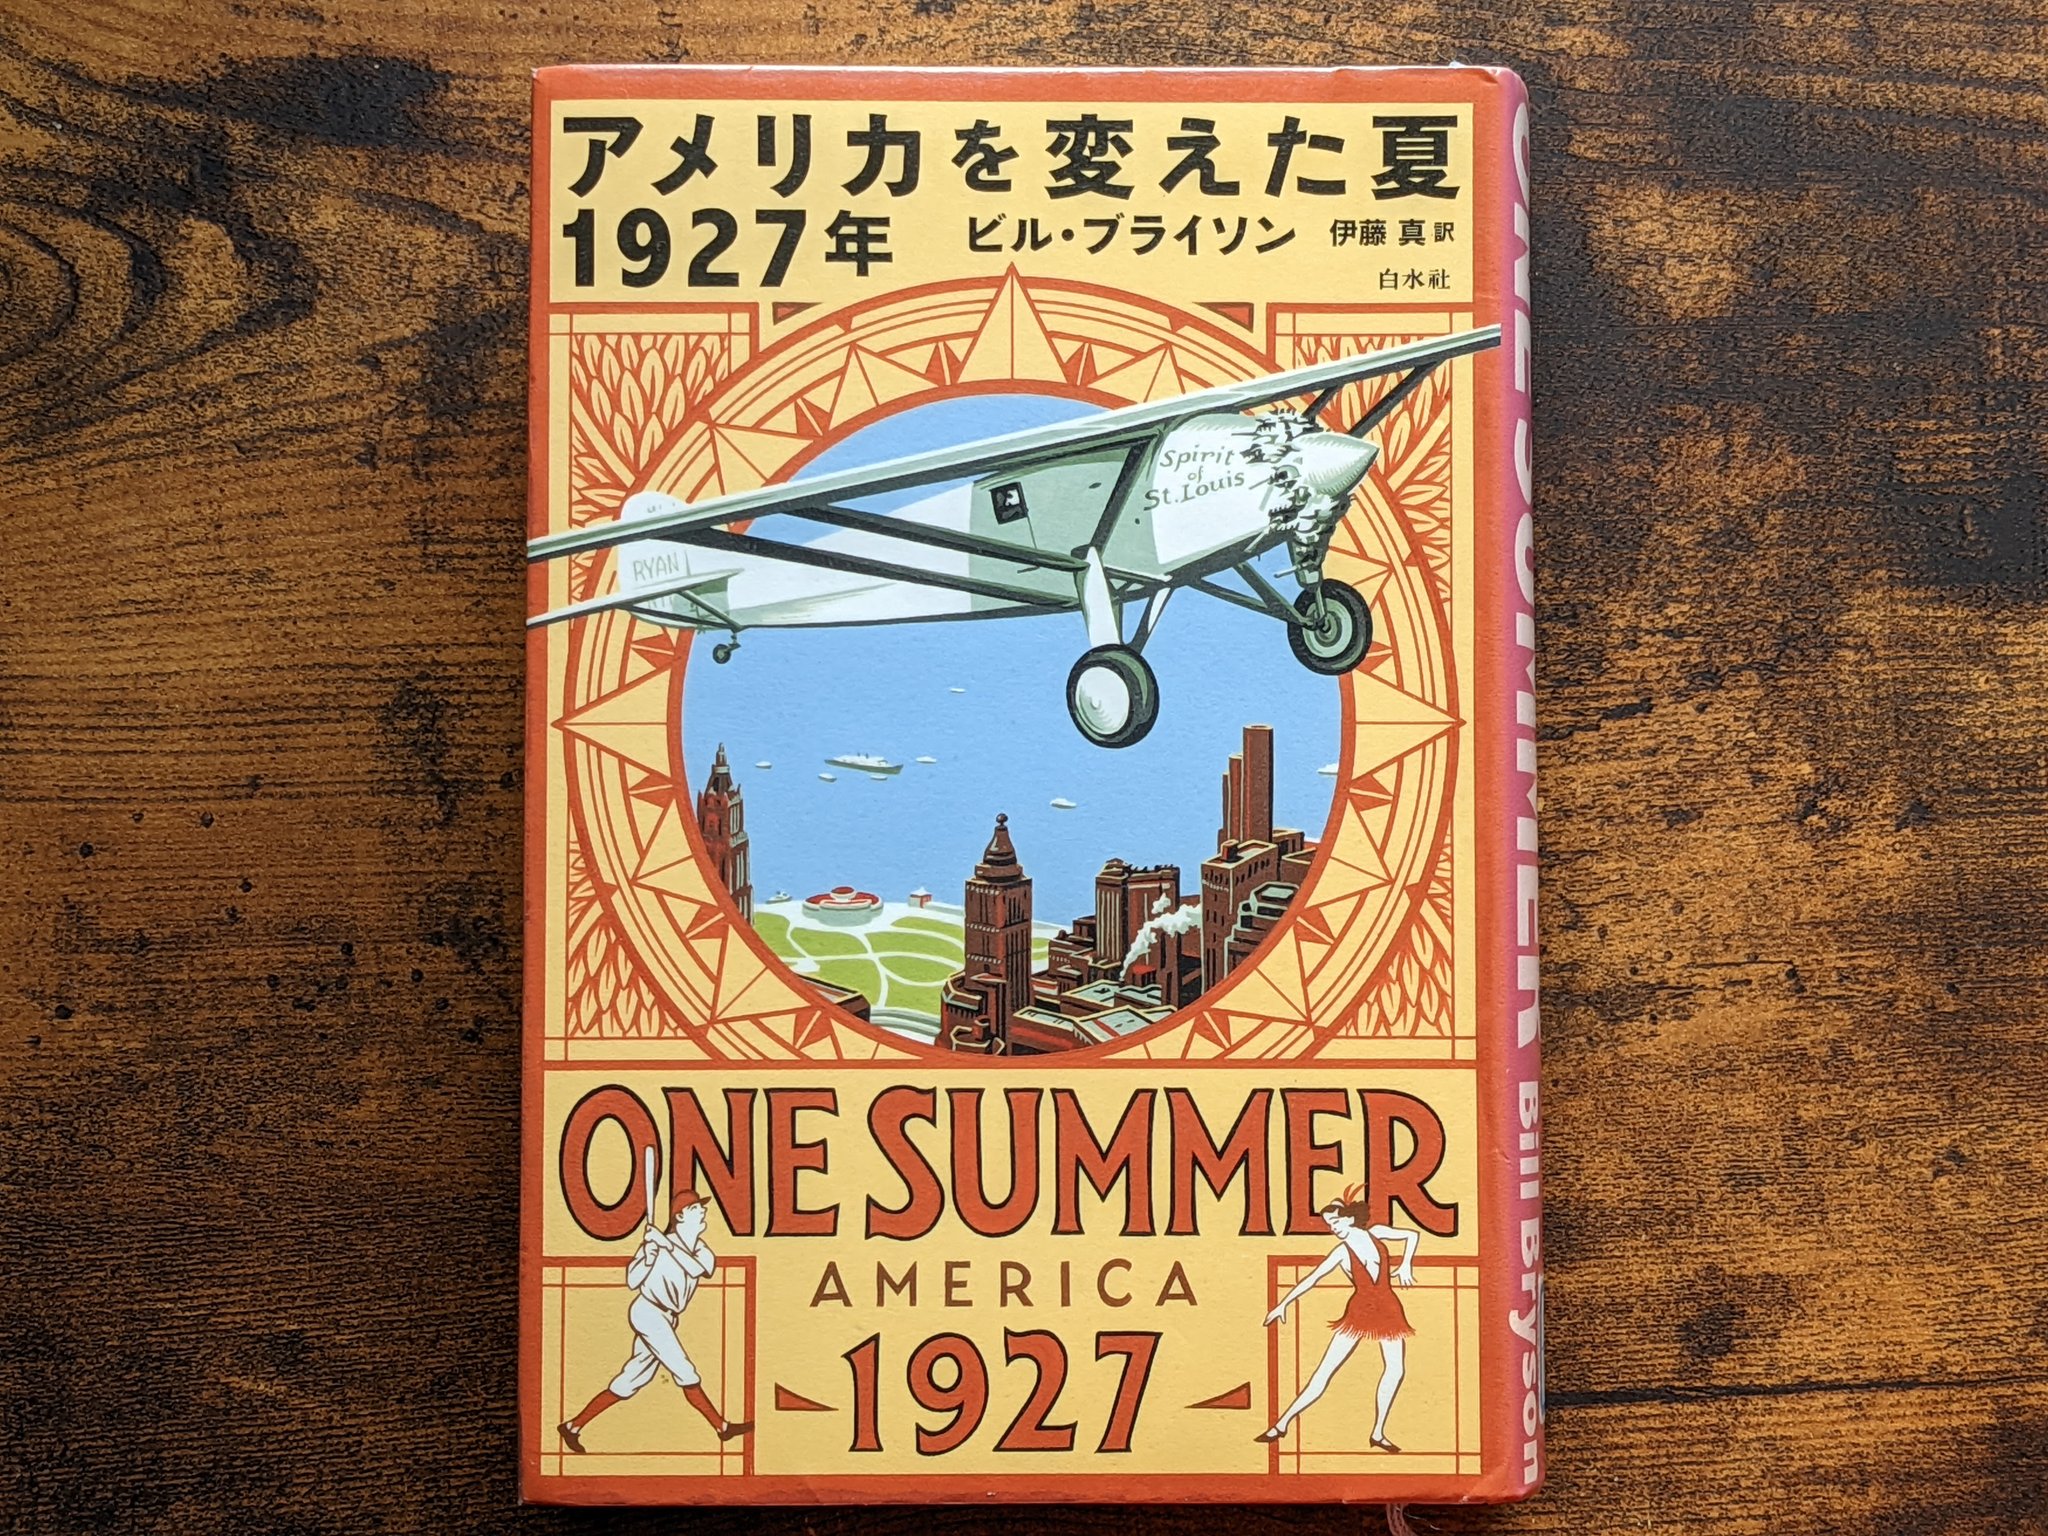 アメリカを変えた夏
1927年 ビル・ブライソン 伊藤 真 訳
白水社
Spirit
of
St. Louis
RYAN
ONE SUMMER
AMERICA
1927
ONE SUMMER Bill Bryson